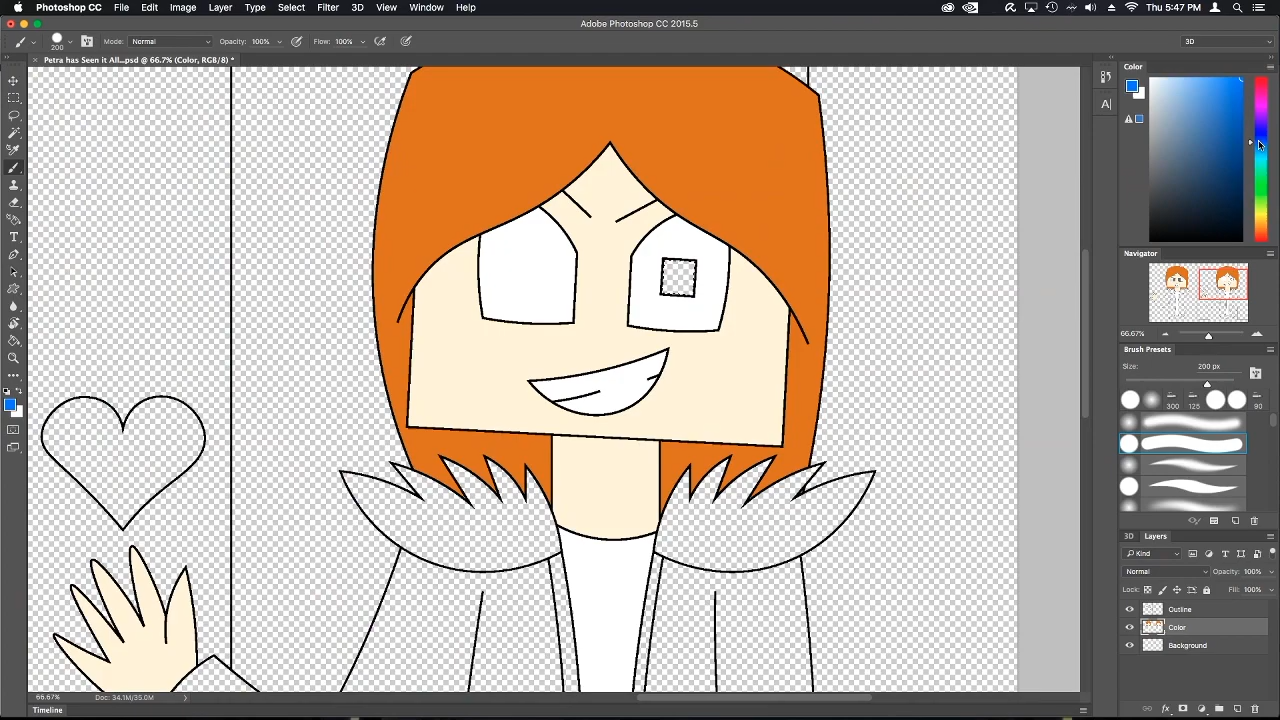 Photoshop CC File Edit Image Layer Type Select Filter 3D View Window Help Thu 5:47 PM
Adobe Photoshop CC 2015.5
200 Mode: Normal Opacity: 100% Flow: 100% 3D
Petra has Seen it All...psd @ 66.7% (Color, RGB/8) *
Color
Navigator
66.67%
Brush Presets
Size: 200 px
300 125 90
3D Layers
Kind
Normal Opacity: 100%
Lock: Fill: 100%
Outline
Color
Background
66.67% Doc: 34.1M/35.0M
Timeline